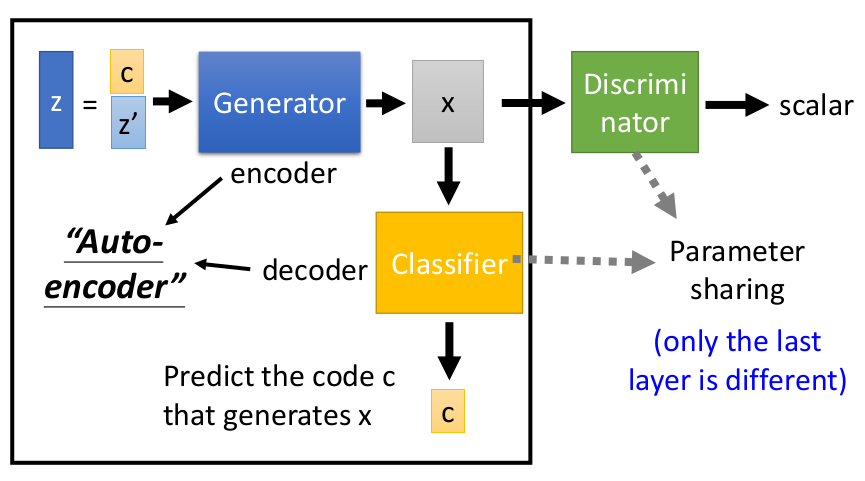 z
=
c
z’
Generator
x
Discrimi
nator
scalar
encoder
“Auto-
encoder”
decoder
Classifier
Parameter
sharing
(only the last
layer is different)
Predict the code c
that generates x
c